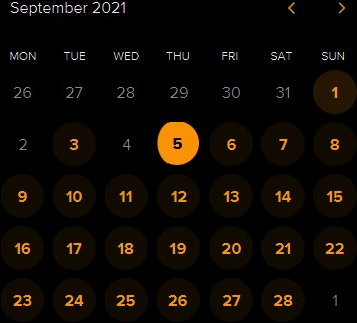 September 2021
MON TUE WED THU FRI SAT SUN
26 27 28 29 30 31 1
2 3 4 5 6 7 8
9 10 11 12 13 14 15
16 17 18 19 20 21 22
23 24 25 26 27 28 1